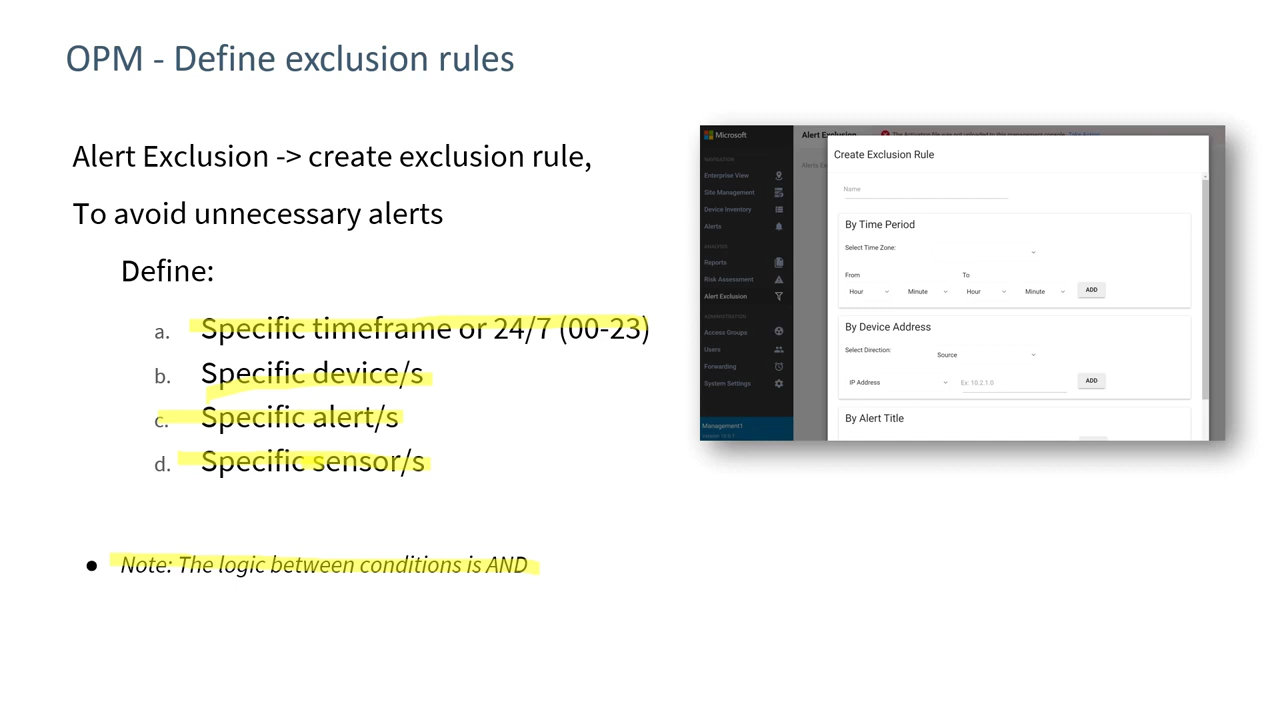 OPM - Define exclusion rules
Alert Exclusion -> create exclusion rule,
To avoid unnecessary alerts
Define:
a. Specific timeframe or 24/7 (00-23)
b. Specific device/s
c. Specific alert/s
d. Specific sensor/s
● Note: The logic between conditions is AND
Microsoft
NAVIGATION
Enterprise View
Site Management
Device Inventory
Alerts
ANALYSIS
Reports
Risk Assessment
Alert Exclusion
ADMINISTRATION
Access Groups
Users
Forwarding
System Settings
Management1
Alert Exclusion
Create Exclusion Rule
Name
By Time Period
Select Time Zone:
From To
Hour Minute Hour Minute ADD
By Device Address
Select Direction: Source
IP Address Ex: 10.2.1.0 ADD
By Alert Title